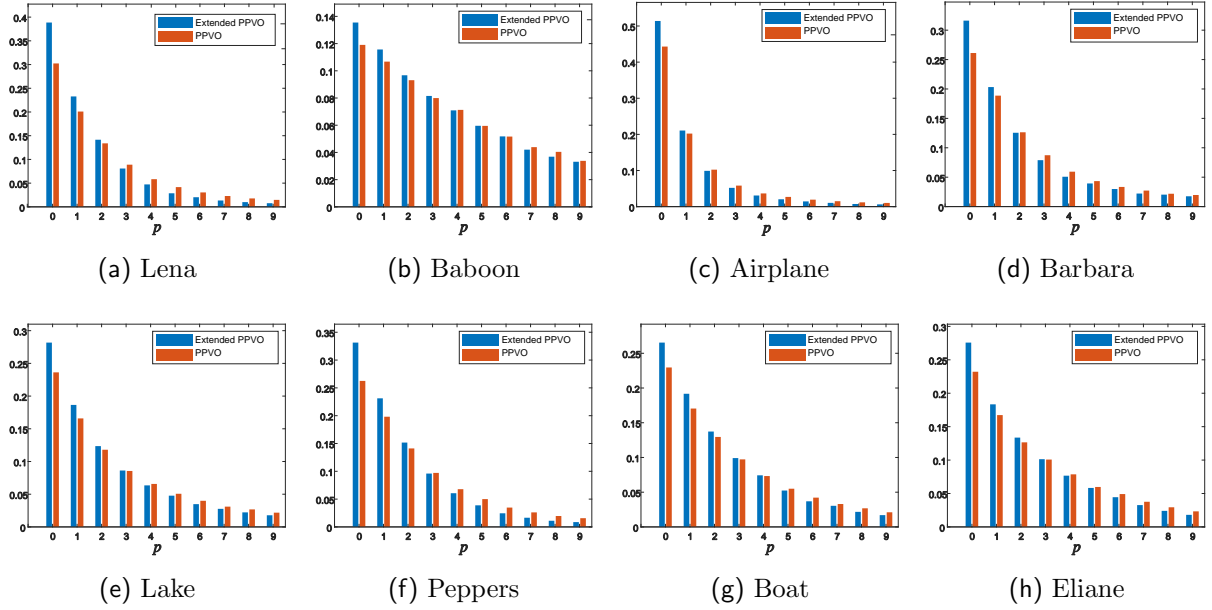 0.4
0.35
0.3
0.25
0.2
0.15
0.1
0.05
0
0 1 2 3 4 5 6 7 8 9
p
Extended PPVO
PPVO
(a) Lena
0.14
0.12
0.1
0.08
0.06
0.04
0.02
0
0 1 2 3 4 5 6 7 8 9
p
Extended PPVO
PPVO
(b) Baboon
0.5
0.4
0.3
0.2
0.1
0
0 1 2 3 4 5 6 7 8 9
p
Extended PPVO
PPVO
(c) Airplane
0.3
0.25
0.2
0.15
0.1
0.05
0
0 1 2 3 4 5 6 7 8 9
p
Extended PPVO
PPVO
(d) Barbara
0.3
0.25
0.2
0.15
0.1
0.05
0
0 1 2 3 4 5 6 7 8 9
p
Extended PPVO
PPVO
(e) Lake
0.35
0.3
0.25
0.2
0.15
0.1
0.05
0
0 1 2 3 4 5 6 7 8 9
p
Extended PPVO
PPVO
(f) Peppers
0.25
0.2
0.15
0.1
0.05
0
0 1 2 3 4 5 6 7 8 9
p
Extended PPVO
PPVO
(g) Boat
0.3
0.25
0.2
0.15
0.1
0.05
0
0 1 2 3 4 5 6 7 8 9
p
Extended PPVO
PPVO
(h) Eliane